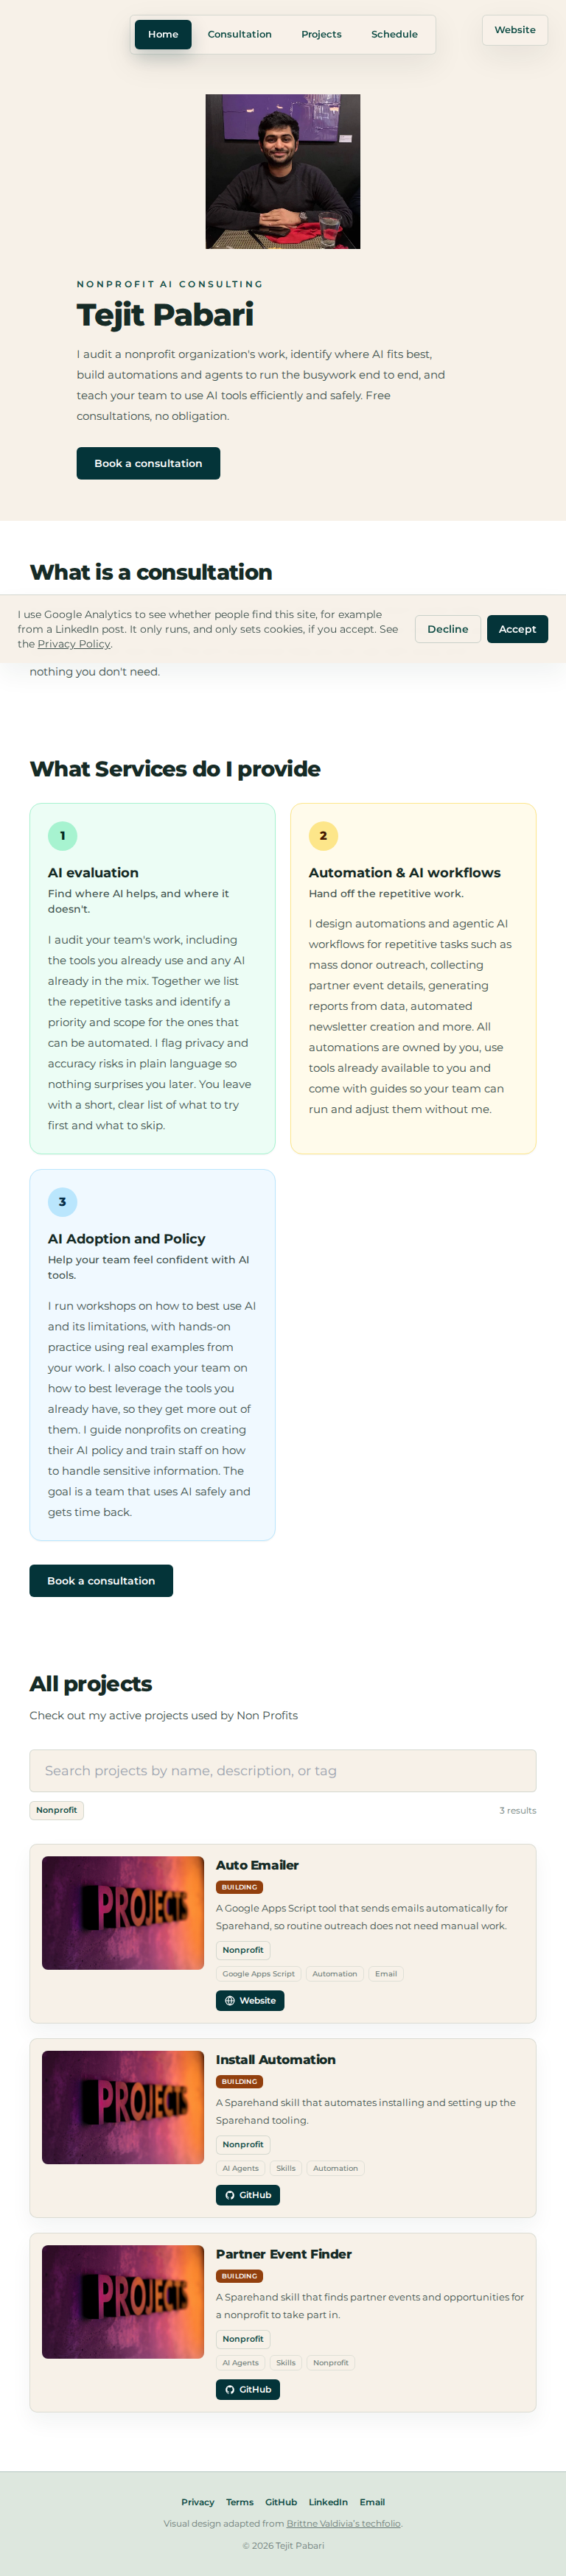 Home Consultation Projects Schedule Website
NONPROFIT AI CONSULTING
Tejit Pabari
I audit a nonprofit organization's work, identify where AI fits best,
build automations and agents to run the busywork end to end, and
teach your team to use AI tools efficiently and safely. Free
consultations, no obligation.
Book a consultation
What is a consultation
I use Google Analytics to see whether people find this site, for example
from a LinkedIn post. It only runs, and only sets cookies, if you accept. See
the Privacy Policy.
Decline Accept
nothing you don't need.
What Services do I provide
1
AI evaluation
Find where AI helps, and where it
doesn't.
I audit your team's work, including
the tools you already use and any AI
already in the mix. Together we list
the repetitive tasks and identify a
priority and scope for the ones that
can be automated. I flag privacy and
accuracy risks in plain language so
nothing surprises you later. You leave
with a short, clear list of what to try
first and what to skip.
2
Automation & AI workflows
Hand off the repetitive work.
I design automations and agentic AI
workflows for repetitive tasks such as
mass donor outreach, collecting
partner event details, generating
reports from data, automated
newsletter creation and more. All
automations are owned by you, use
tools already available to you and
come with guides so your team can
run and adjust them without me.
3
AI Adoption and Policy
Help your team feel confident with AI
tools.
I run workshops on how to best use AI
and its limitations, with hands-on
practice using real examples from
your work. I also coach your team on
how to best leverage the tools you
already have, so they get more out of
them. I guide nonprofits on creating
their AI policy and train staff on how
to handle sensitive information. The
goal is a team that uses AI safely and
gets time back.
Book a consultation
All projects
Check out my active projects used by Non Profits
Search projects by name, description, or tag
Nonprofit 3 results
PROJECTS
Auto Emailer
BUILDING
A Google Apps Script tool that sends emails automatically for
Sparehand, so routine outreach does not need manual work.
Nonprofit
Google Apps Script Automation Email
Website
PROJECTS
Install Automation
BUILDING
A Sparehand skill that automates installing and setting up the
Sparehand tooling.
Nonprofit
AI Agents Skills Automation
GitHub
PROJECTS
Partner Event Finder
BUILDING
A Sparehand skill that finds partner events and opportunities for
a nonprofit to take part in.
Nonprofit
AI Agents Skills Nonprofit
GitHub
Privacy Terms GitHub LinkedIn Email
Visual design adapted from Brittne Valdivia's techfolio.
© 2026 Tejit Pabari